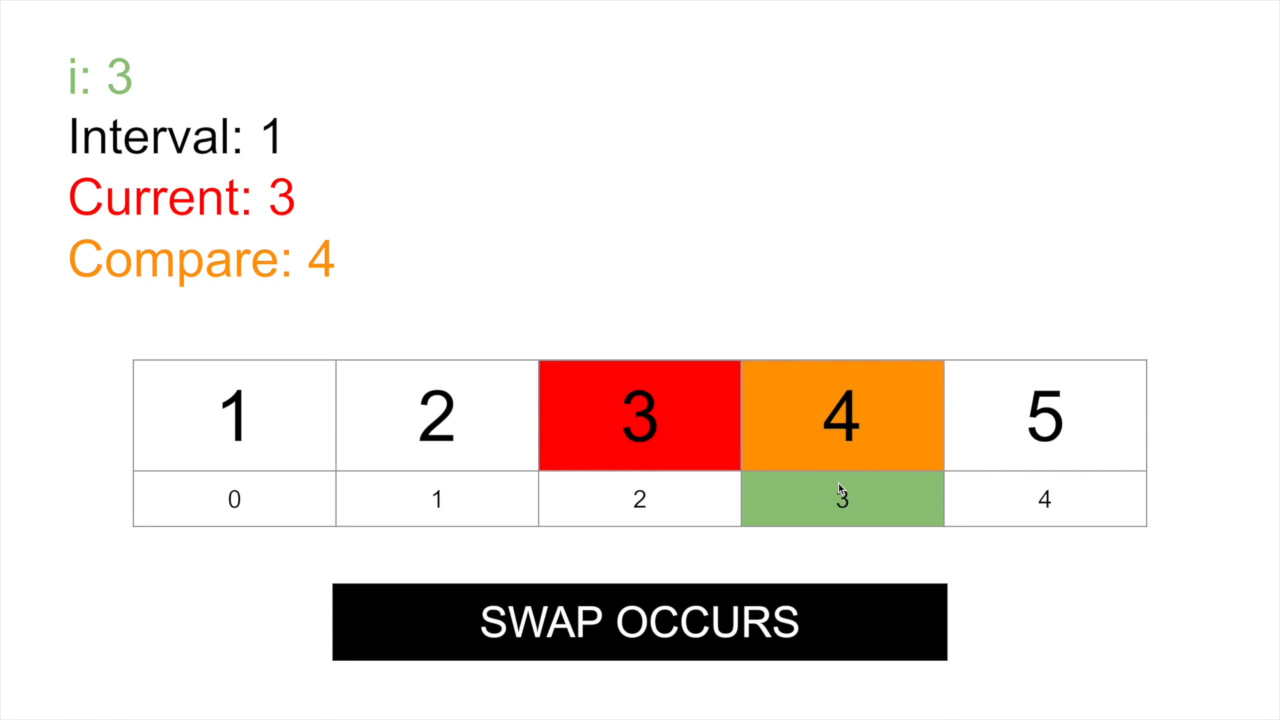 i: 3
Interval: 1
Current: 3
Compare: 4
1 2 3 4 5
0 1 2 3 4
SWAP OCCURS